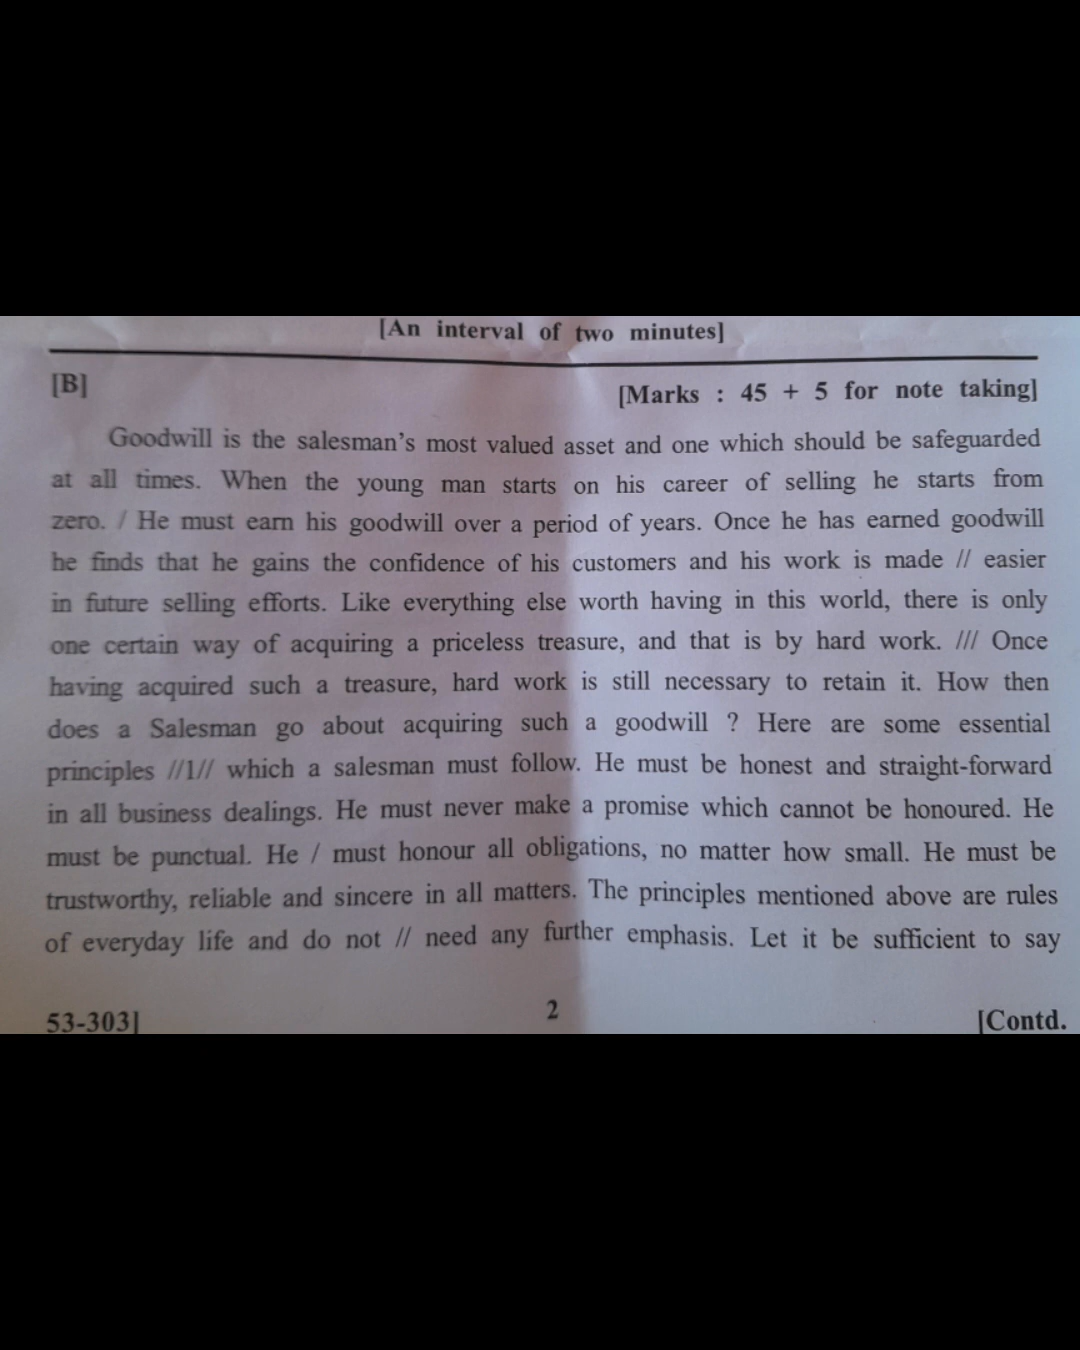 [An interval of two minutes]
[B]
[Marks : 45 + 5 for note taking]
Goodwill is the salesman's most valued asset and one which should be safeguarded
at all times. When the young man starts on his career of selling he starts from
zero. / He must earn his goodwill over a period of years. Once he has earned goodwill
he finds that he gains the confidence of his customers and his work is made // easier
in future selling efforts. Like everything else worth having in this world, there is only
one certain way of acquiring a priceless treasure, and that is by hard work. /// Once
having acquired such a treasure, hard work is still necessary to retain it. How then
does a Salesman go about acquiring such a goodwill ? Here are some essential
principles //1// which a salesman must follow. He must be honest and straight-forward
in all business dealings. He must never make a promise which cannot be honoured. He
must be punctual. He / must honour all obligations, no matter how small. He must be
trustworthy, reliable and sincere in all matters. The principles mentioned above are rules
of everyday life and do not // need any further emphasis. Let it be sufficient to say
53-303]
2
[Contd.